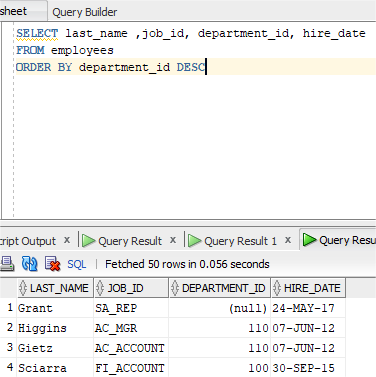 sheet Query Builder
SELECT last_name ,job_id, department_id, hire_date
FROM employees
ORDER BY department_id DESC
cript Output x Query Result x Query Result 1 x Query Resu
SQL | Fetched 50 rows in 0.056 seconds
LAST_NAME JOB_ID DEPARTMENT_ID HIRE_DATE
1 Grant SA_REP (null) 24-MAY-17
2 Higgins AC_MGR 110 07-JUN-12
3 Gietz AC_ACCOUNT 110 07-JUN-12
4 Sciarra FI_ACCOUNT 100 30-SEP-15